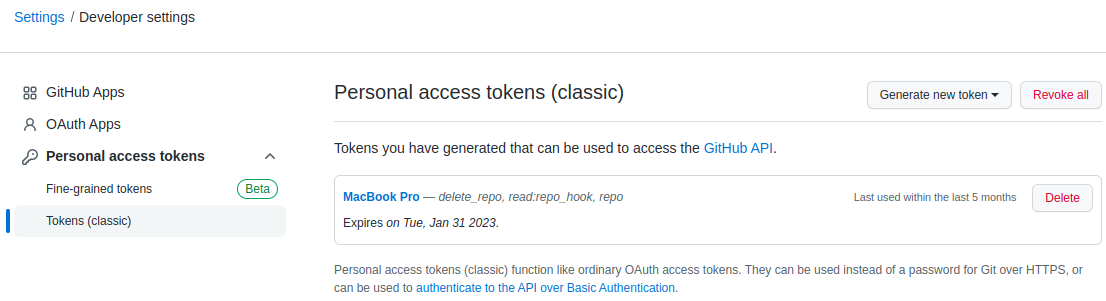 Settings / Developer settings
GitHub Apps
OAuth Apps
Personal access tokens
Fine-grained tokens Beta
Tokens (classic)
Personal access tokens (classic) Generate new token Revoke all
Tokens you have generated that can be used to access the GitHub API.
MacBook Pro — delete_repo, read:repo_hook, repo Last used within the last 5 months Delete
Expires on Tue, Jan 31 2023.
Personal access tokens (classic) function like ordinary OAuth access tokens. They can be used instead of a password for Git over HTTPS, or
can be used to authenticate to the API over Basic Authentication.